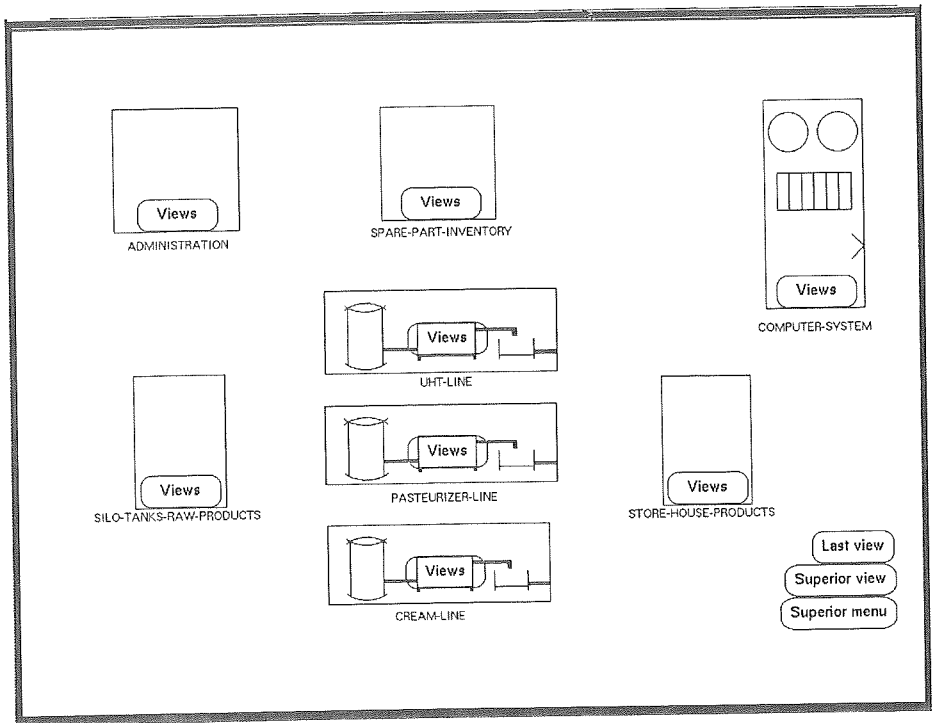 Views
ADMINISTRATION
Views
SPARE-PART-INVENTORY
Views
COMPUTER-SYSTEM
Views
UHT-LINE
Views
SILO-TANKS-RAW-PRODUCTS
Views
PASTEURIZER-LINE
Views
STORE-HOUSE-PRODUCTS
Views
CREAM-LINE
Last view
Superior view
Superior menu